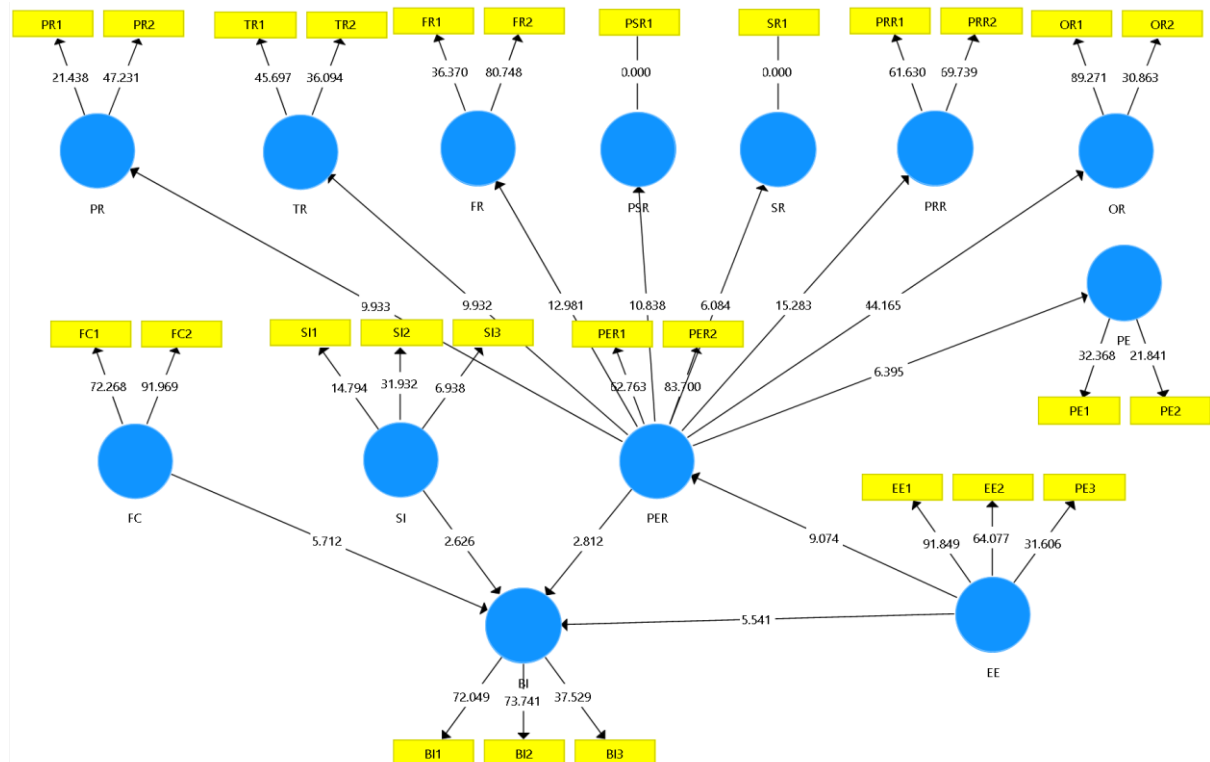 PR1 PR2 TR1 TR2 FR1 FR2 PSR1 SR1 PRR1 PRR2 OR1 OR2
21.438 47.231 45.697 36.094 36.370 80.748 0.000 0.000 61.630 59.739 89.271 30.863
PR TR FR PSR SR PRR OR
9.933 9.932 12.981 10.838 6.084 15.283 44.165
FC1 FC2 SI1 SI2 SI3 PER1 PER2 PE
72.268 91.969 14.794 31.932 6.938 62.763 83.700 6.395 32.368 21.841
PE1 PE2
FC SI PER EE1 EE2 PE3
5.712 2.626 2.812 9.074 91.849 64.077 31.606
5.541
BI EE
72.049 73.741 37.529
BI1 BI2 BI3